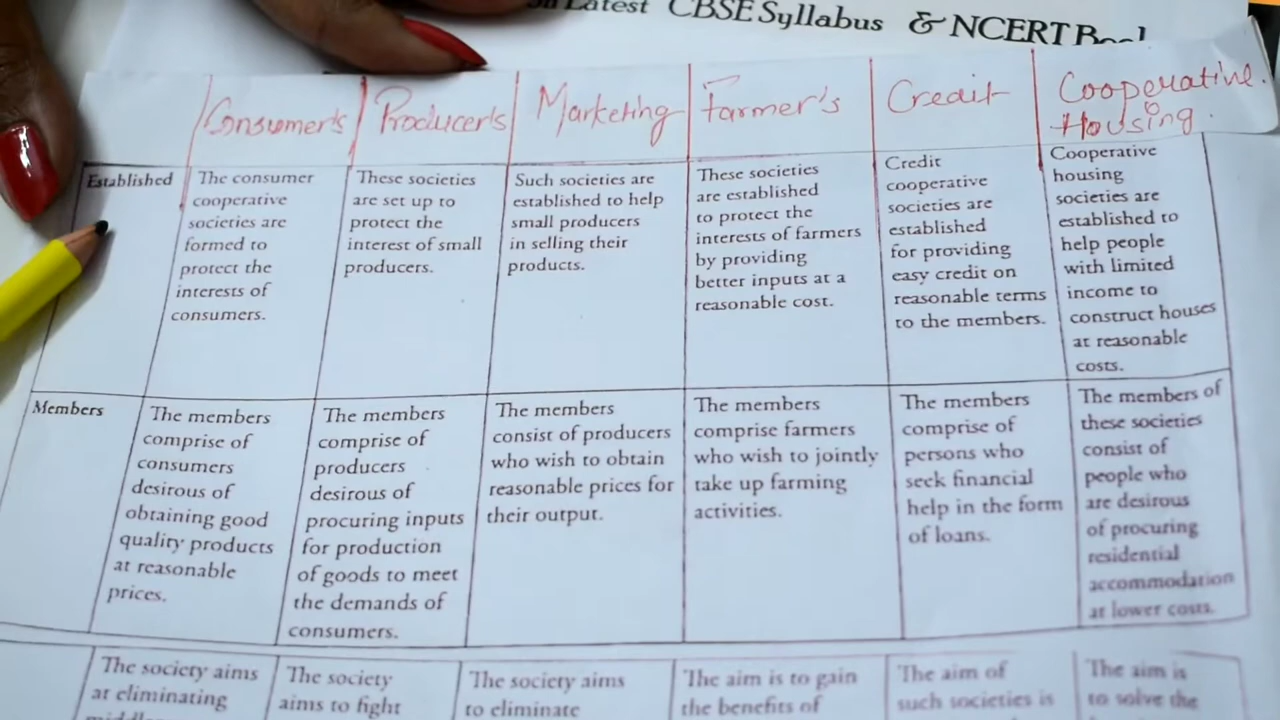 Latest CBSE Syllabus & NCERT
Consumer's
Producer's
Marketing
Farmer's
Credit
Cooperative
Housing.
Established
The consumer
cooperative
societies are
formed to
protect the
interests of
consumers.
These societies
are set up to
protect the
interest of small
producers.
Such societies are
established to help
small producers
in selling their
products.
These societies
are established
to protect the
interests of farmers
by providing
better inputs at a
reasonable cost.
Credit
cooperative
societies are
established
for providing
easy credit on
reasonable terms
to the members.
Cooperative
housing
societies are
established to
help people
with limited
income to
construct houses
at reasonable
costs.
Members
The members
comprise of
consumers
desirous of
obtaining good
quality products
at reasonable
prices.
The members
comprise of
producers
desirous of
procuring inputs
for production
of goods to meet
the demands of
consumers.
The members
consist of producers
who wish to obtain
reasonable prices for
their output.
The members
comprise farmers
who wish to jointly
take up farming
activities.
The members
comprise of
persons who
seek financial
help in the form
of loans.
The members of
these societies
consist of
people who
are desirous
of procuring
residential
accommodation
at lower costs.
The society aims
at eliminating
The society
aims to fight
The society aims
to eliminate
The aim is to gain
the benefits of
The aim of
such societies is
The aim is
to solve the